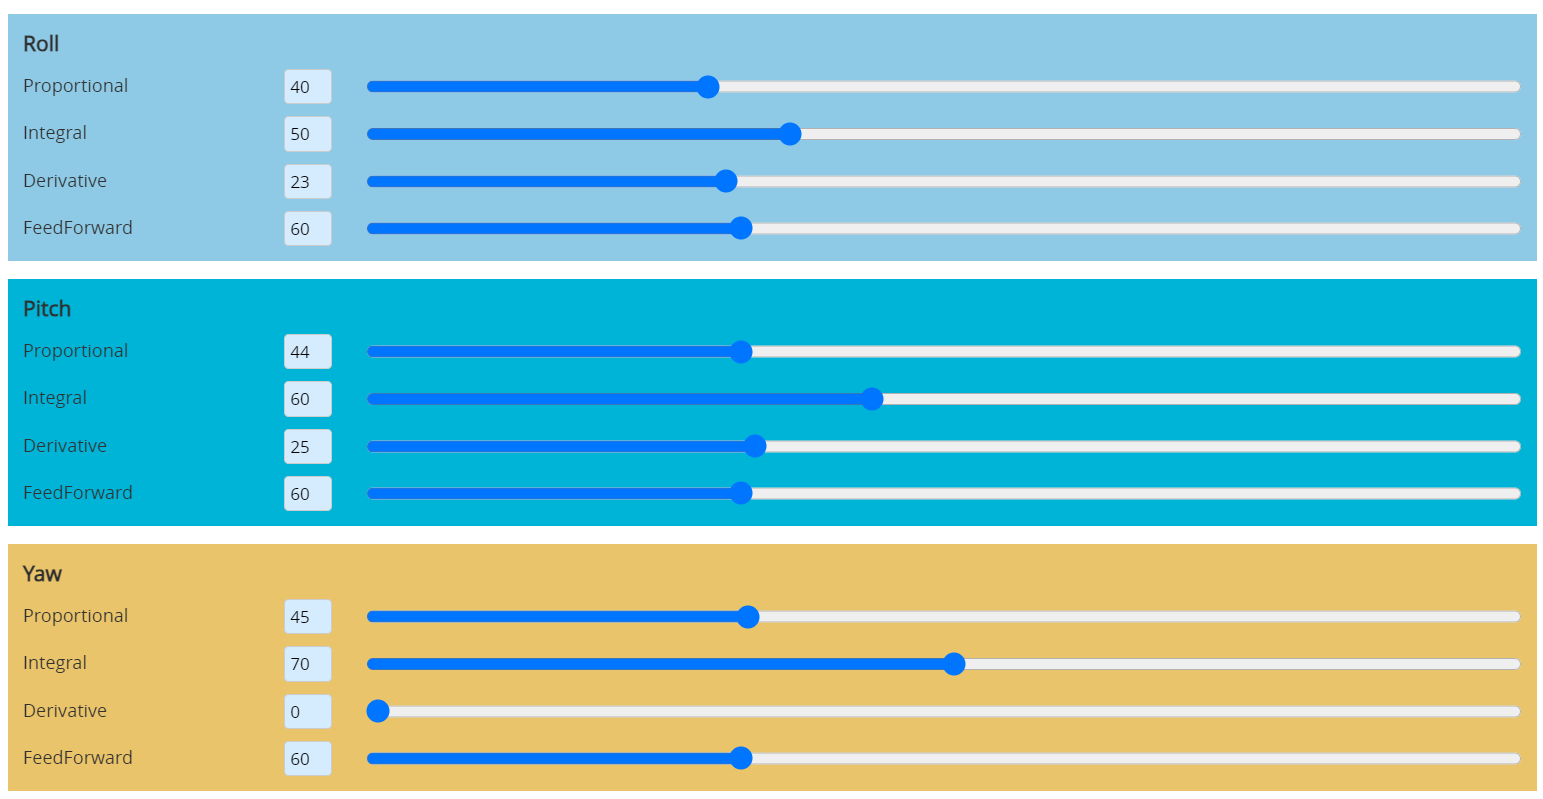 Roll
Proportional 40
Integral 50
Derivative 23
FeedForward 60
Pitch
Proportional 44
Integral 60
Derivative 25
FeedForward 60
Yaw
Proportional 45
Integral 70
Derivative 0
FeedForward 60